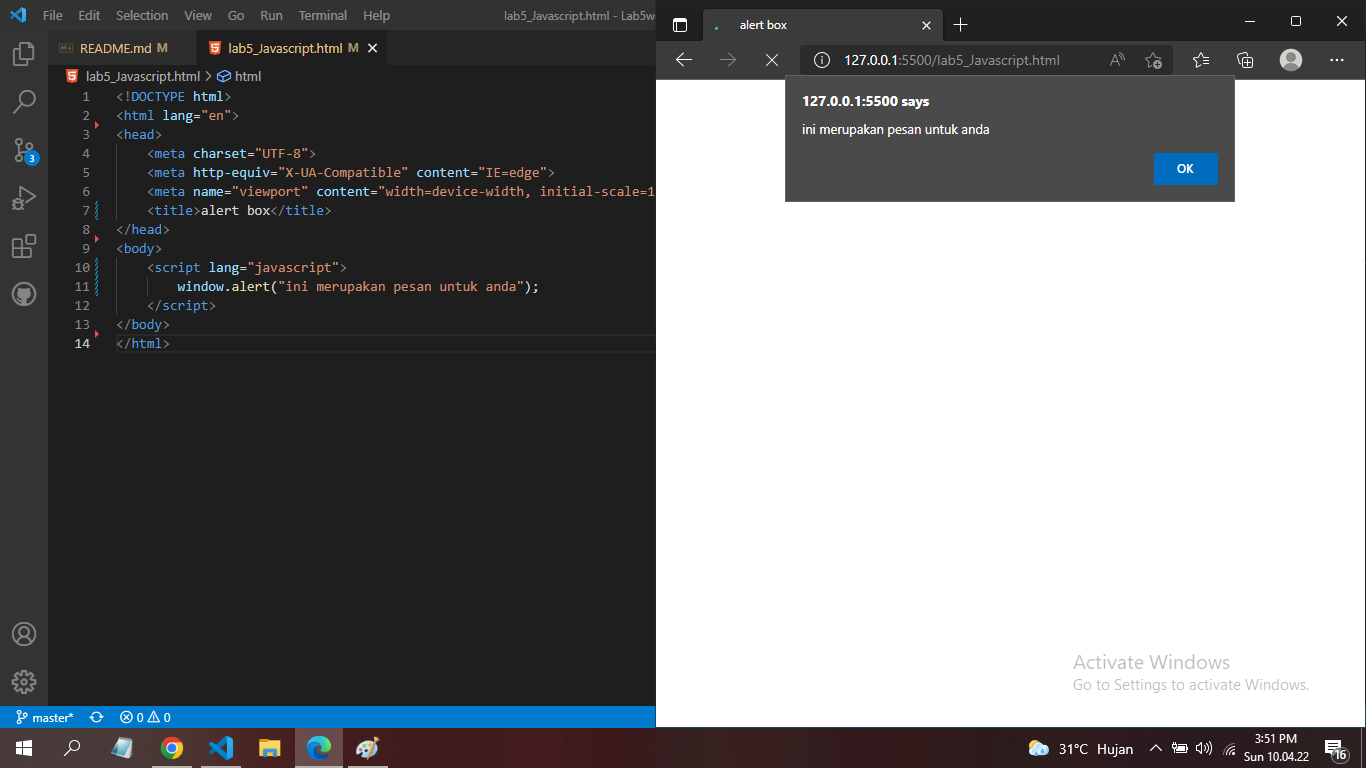 File Edit Selection View Go Run Terminal Help lab5_Javascript.html - Lab5w
README.md M lab5_Javascript.html M
lab5_Javascript.html > html
1 <!DOCTYPE html>
2 <html lang="en">
3 <head>
4 <meta charset="UTF-8">
5 <meta http-equiv="X-UA-Compatible" content="IE=edge">
6 <meta name="viewport" content="width=device-width, initial-scale=1
7 <title>alert box</title>
8 </head>
9 <body>
10 <script lang="javascript">
11 window.alert("ini merupakan pesan untuk anda");
12 </script>
13 </body>
14 </html>
3
master* 0 0
alert box
127.0.0.1:5500/lab5_Javascript.html
127.0.0.1:5500 says
ini merupakan pesan untuk anda
OK
Activate Windows
Go to Settings to activate Windows.
31°C Hujan
3:51 PM
Sun 10.04.22
16